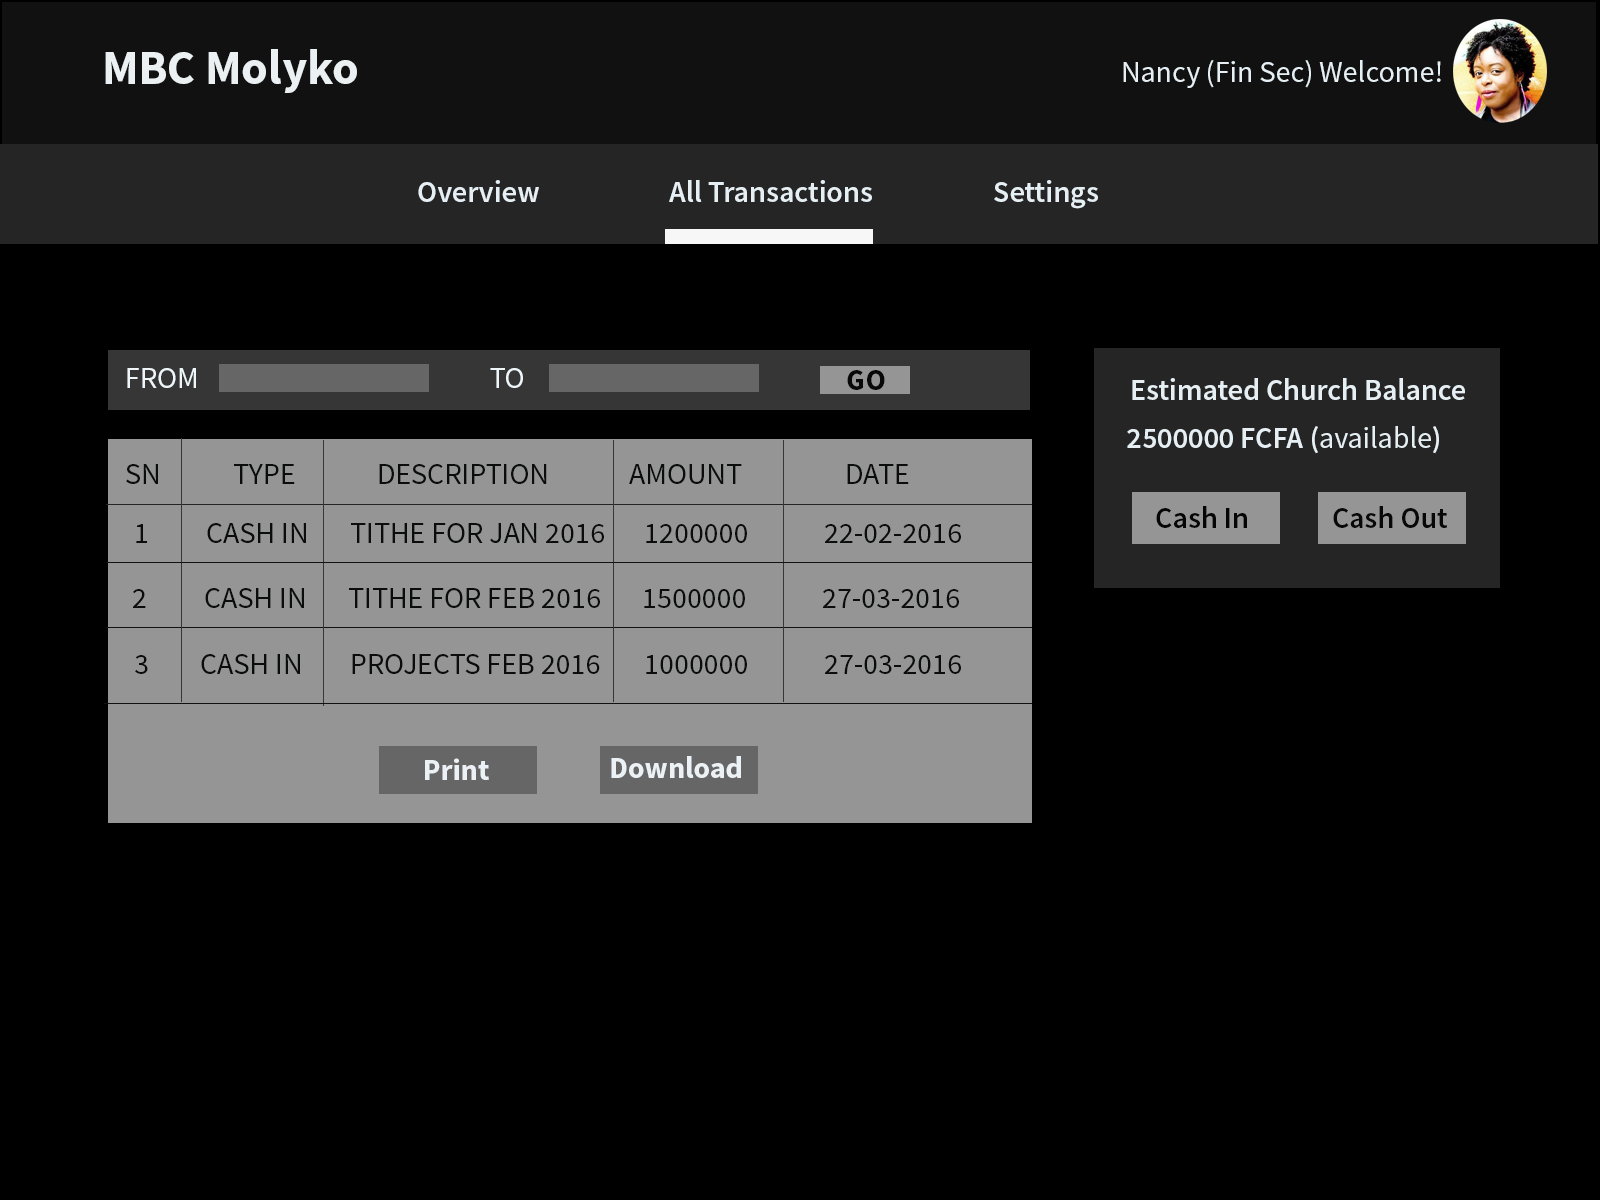 MBC Molyko
Nancy (Fin Sec) Welcome!
Overview All Transactions Settings
FROM TO GO
SN TYPE DESCRIPTION AMOUNT DATE
1 CASH IN TITHE FOR JAN 2016 1200000 22-02-2016
2 CASH IN TITHE FOR FEB 2016 1500000 27-03-2016
3 CASH IN PROJECTS FEB 2016 1000000 27-03-2016
Print Download
Estimated Church Balance
2500000 FCFA (available)
Cash In Cash Out